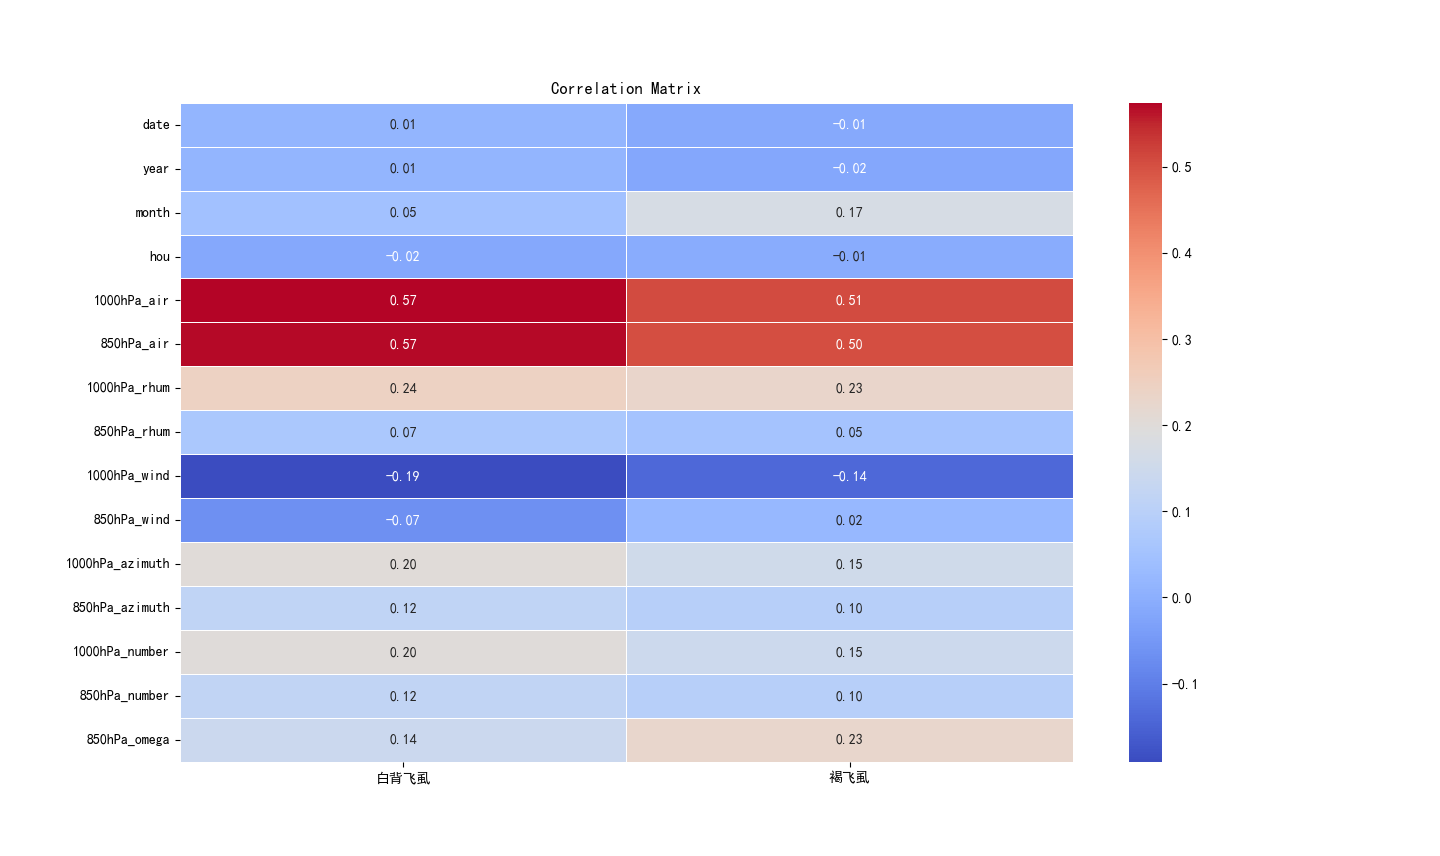 Correlation Matrix
date 0.01 -0.01
year 0.01 -0.02
month 0.05 0.17
hou -0.02 -0.01
1000hPa_air 0.57 0.51
850hPa_air 0.57 0.50
1000hPa_rhum 0.24 0.23
850hPa_rhum 0.07 0.05
1000hPa_wind -0.19 -0.14
850hPa_wind -0.07 0.02
1000hPa_azimuth 0.20 0.15
850hPa_azimuth 0.12 0.10
1000hPa_number 0.20 0.15
850hPa_number 0.12 0.10
850hPa_omega 0.14 0.23
白背飞虱 褐飞虱
0.5
0.4
0.3
0.2
0.1
0.0
-0.1